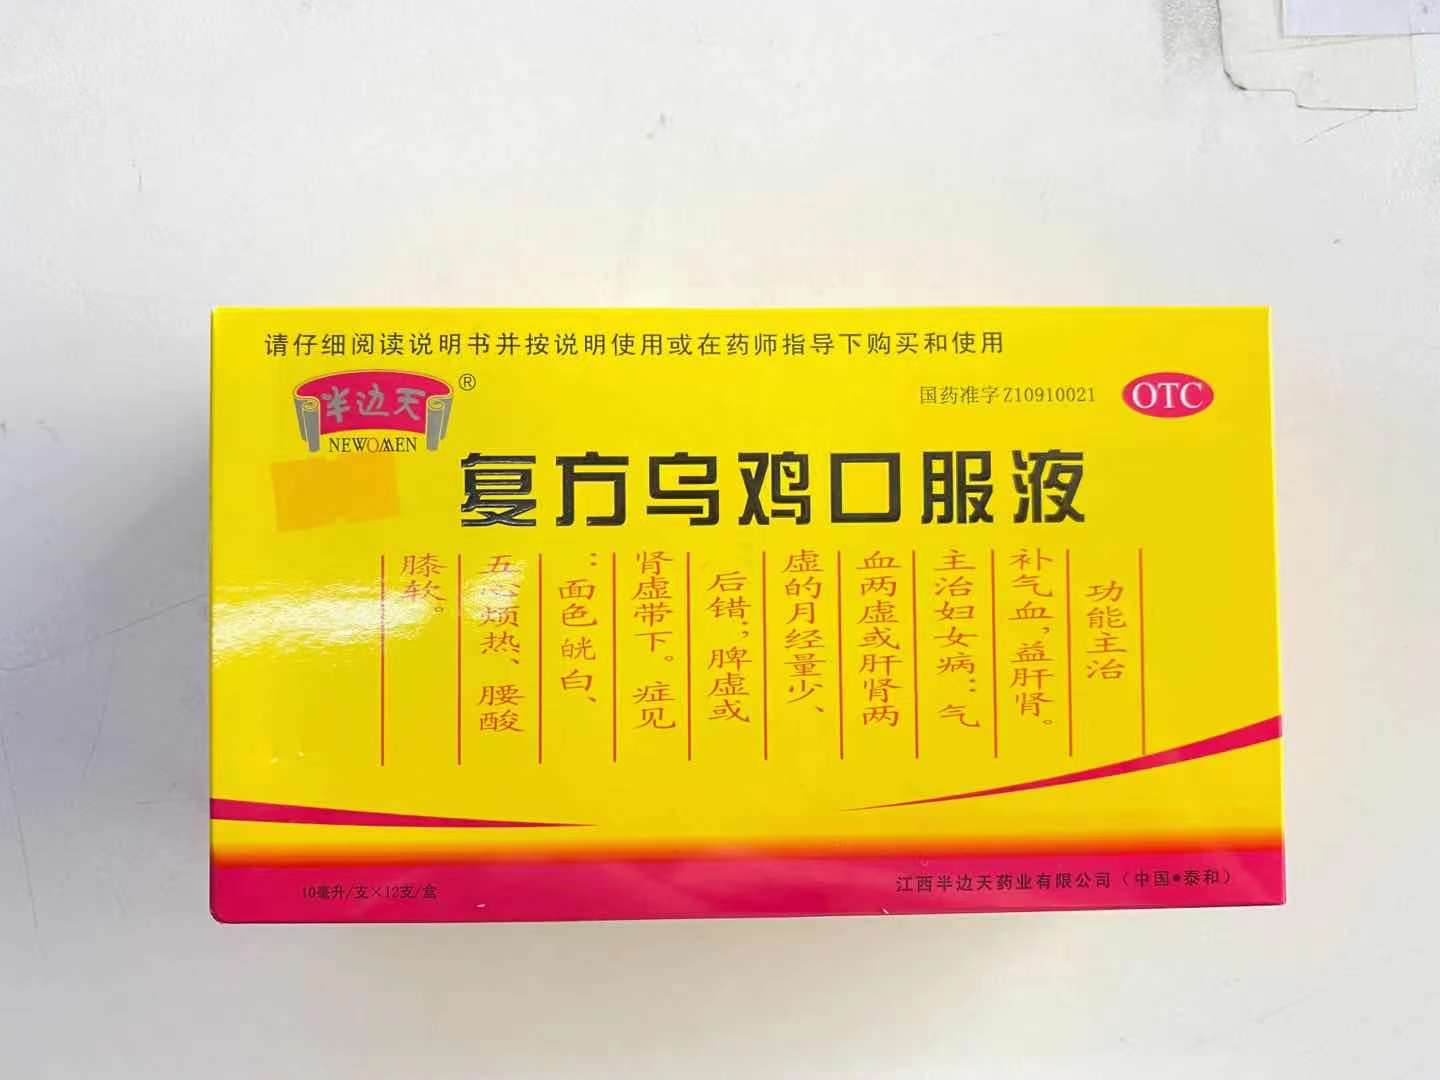 请仔细阅读说明书并按说明使用或在药师指导下购买和使用
半边天®
NEWOMEN
国药准字Z10910021
OTC
复方乌鸡口服液
功能主治
补气血，益肝肾。
主治妇女病：气
血两虚或肝肾两
虚的月经量少、
后错；脾虚或
肾虚带下。症见
：面色㿠白、
五心烦热、腰酸
膝软。
10毫升/支×12支/盒
江西半边天药业有限公司（中国•泰和）